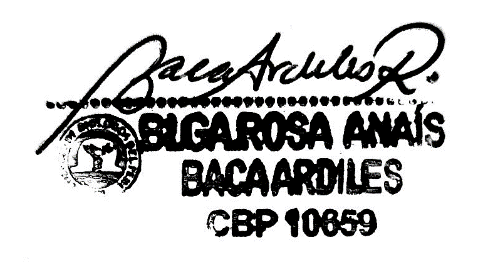 Baca Ardiles R.
BLGA.ROSA ANAÍS
BACA ARDILES
CBP 10659